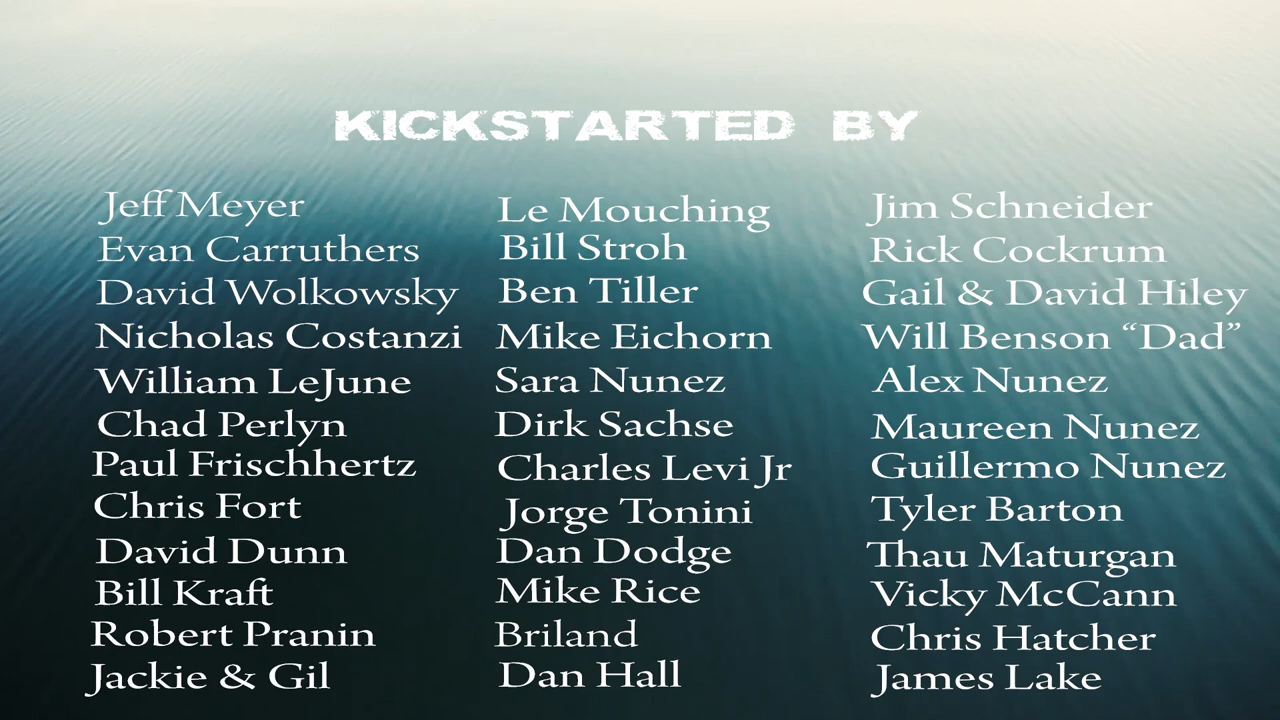 KICKSTARTED BY
Jeff Meyer
Evan Carruthers
David Wolkowsky
Nicholas Costanzi
William LeJune
Chad Perlyn
Paul Frischhertz
Chris Fort
David Dunn
Bill Kraft
Robert Pranin
Jackie & Gil
Le Mouching
Bill Stroh
Ben Tiller
Mike Eichorn
Sara Nunez
Dirk Sachse
Charles Levi Jr
Jorge Tonini
Dan Dodge
Mike Rice
Briland
Dan Hall
Jim Schneider
Rick Cockrum
Gail & David Hiley
Will Benson “Dad”
Alex Nunez
Maureen Nunez
Guillermo Nunez
Tyler Barton
Thau Maturgan
Vicky McCann
Chris Hatcher
James Lake